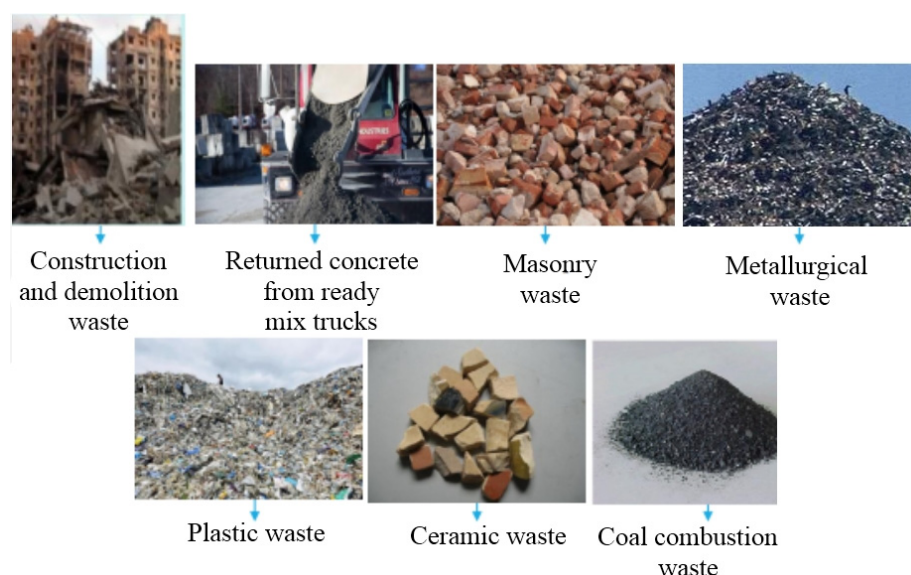 INDUSTRIES
Construction
and demolition
waste
Returned concrete
from ready
mix trucks
Masonry
waste
Metallurgical
waste
Plastic waste
Ceramic waste
Coal combustion
waste